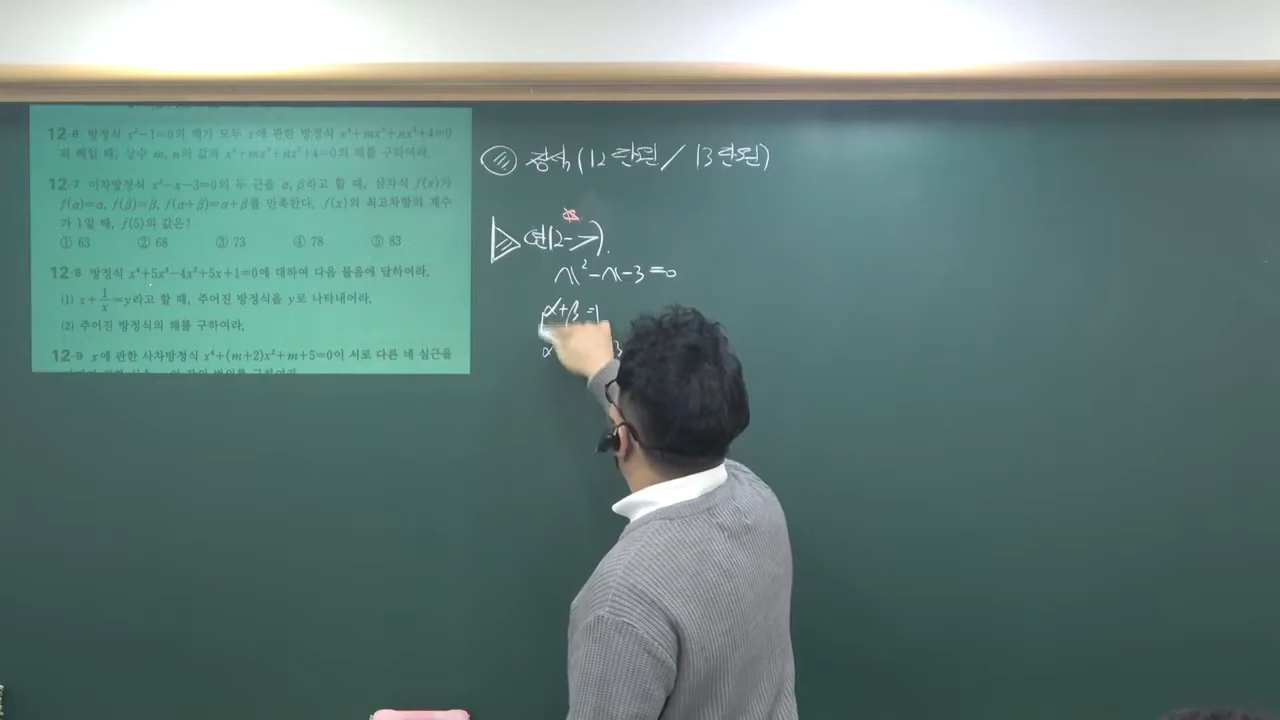 12·6 방정식 x²-1=0의 해가 모두 x에 관한 방정식 x⁴+mx³+nx²+4=0
의 해일 때, 상수 m, n의 값과 x⁴+mx³+nx²+4=0의 해를 구하여라.
12·7 이차방정식 x²-x-3=0의 두 근을 α, β라고 할 때, 삼차식 f(x)가
f(α)=α, f(β)=β, f(α+β)=α+β를 만족한다. f(x)의 최고차항의 계수
가 1일 때, f(5)의 값은?
① 63 ② 68 ③ 73 ④ 78 ⑤ 83
12·8 방정식 x⁴+5x³-4x²+5x+1=0에 대하여 다음 물음에 답하여라.
(1) x+1/x=y라고 할 때, 주어진 방정식을 y로 나타내어라.
(2) 주어진 방정식의 해를 구하여라.
12·9 x에 관한 사차방정식 x⁴+(m+2)x²+m+5=0이 서로 다른 네 실근을
정석(12단원 / 13단원)
연12-7).
x²-x-3=0
α+β=1
α 3